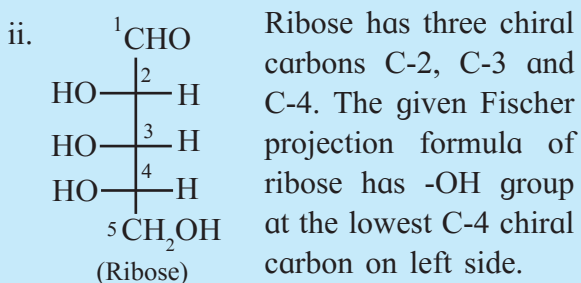 ii.
1CHO
2
HO H
3
HO H
4
HO H
5CH2OH
(Ribose)
Ribose has three chiral
carbons C-2, C-3 and
C-4. The given Fischer
projection formula of
ribose has -OH group
at the lowest C-4 chiral
carbon on left side.